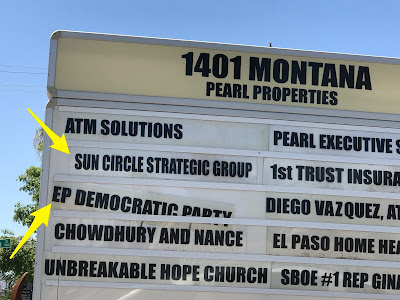 1401 MONTANA
PEARL PROPERTIES
ATM SOLUTIONS
PEARL EXECUTIVE S
SUN CIRCLE STRATEGIC GROUP
1st TRUST INSURA
EP DEMOCRATIC PARTY
DIEGO VAZQUEZ, AT
CHOWDHURY AND NANCE
EL PASO HOME HEA
UNBREAKABLE HOPE CHURCH
SBOE #1 REP GINA